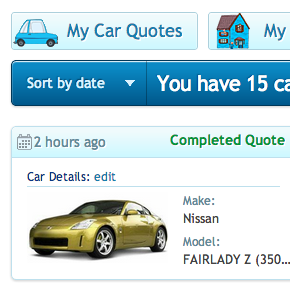 My Car Quotes
My
Sort by date
You have 15 ca
2 hours ago
Completed Quote
Car Details: edit
Make:
Nissan
Model:
FAIRLADY Z (350...